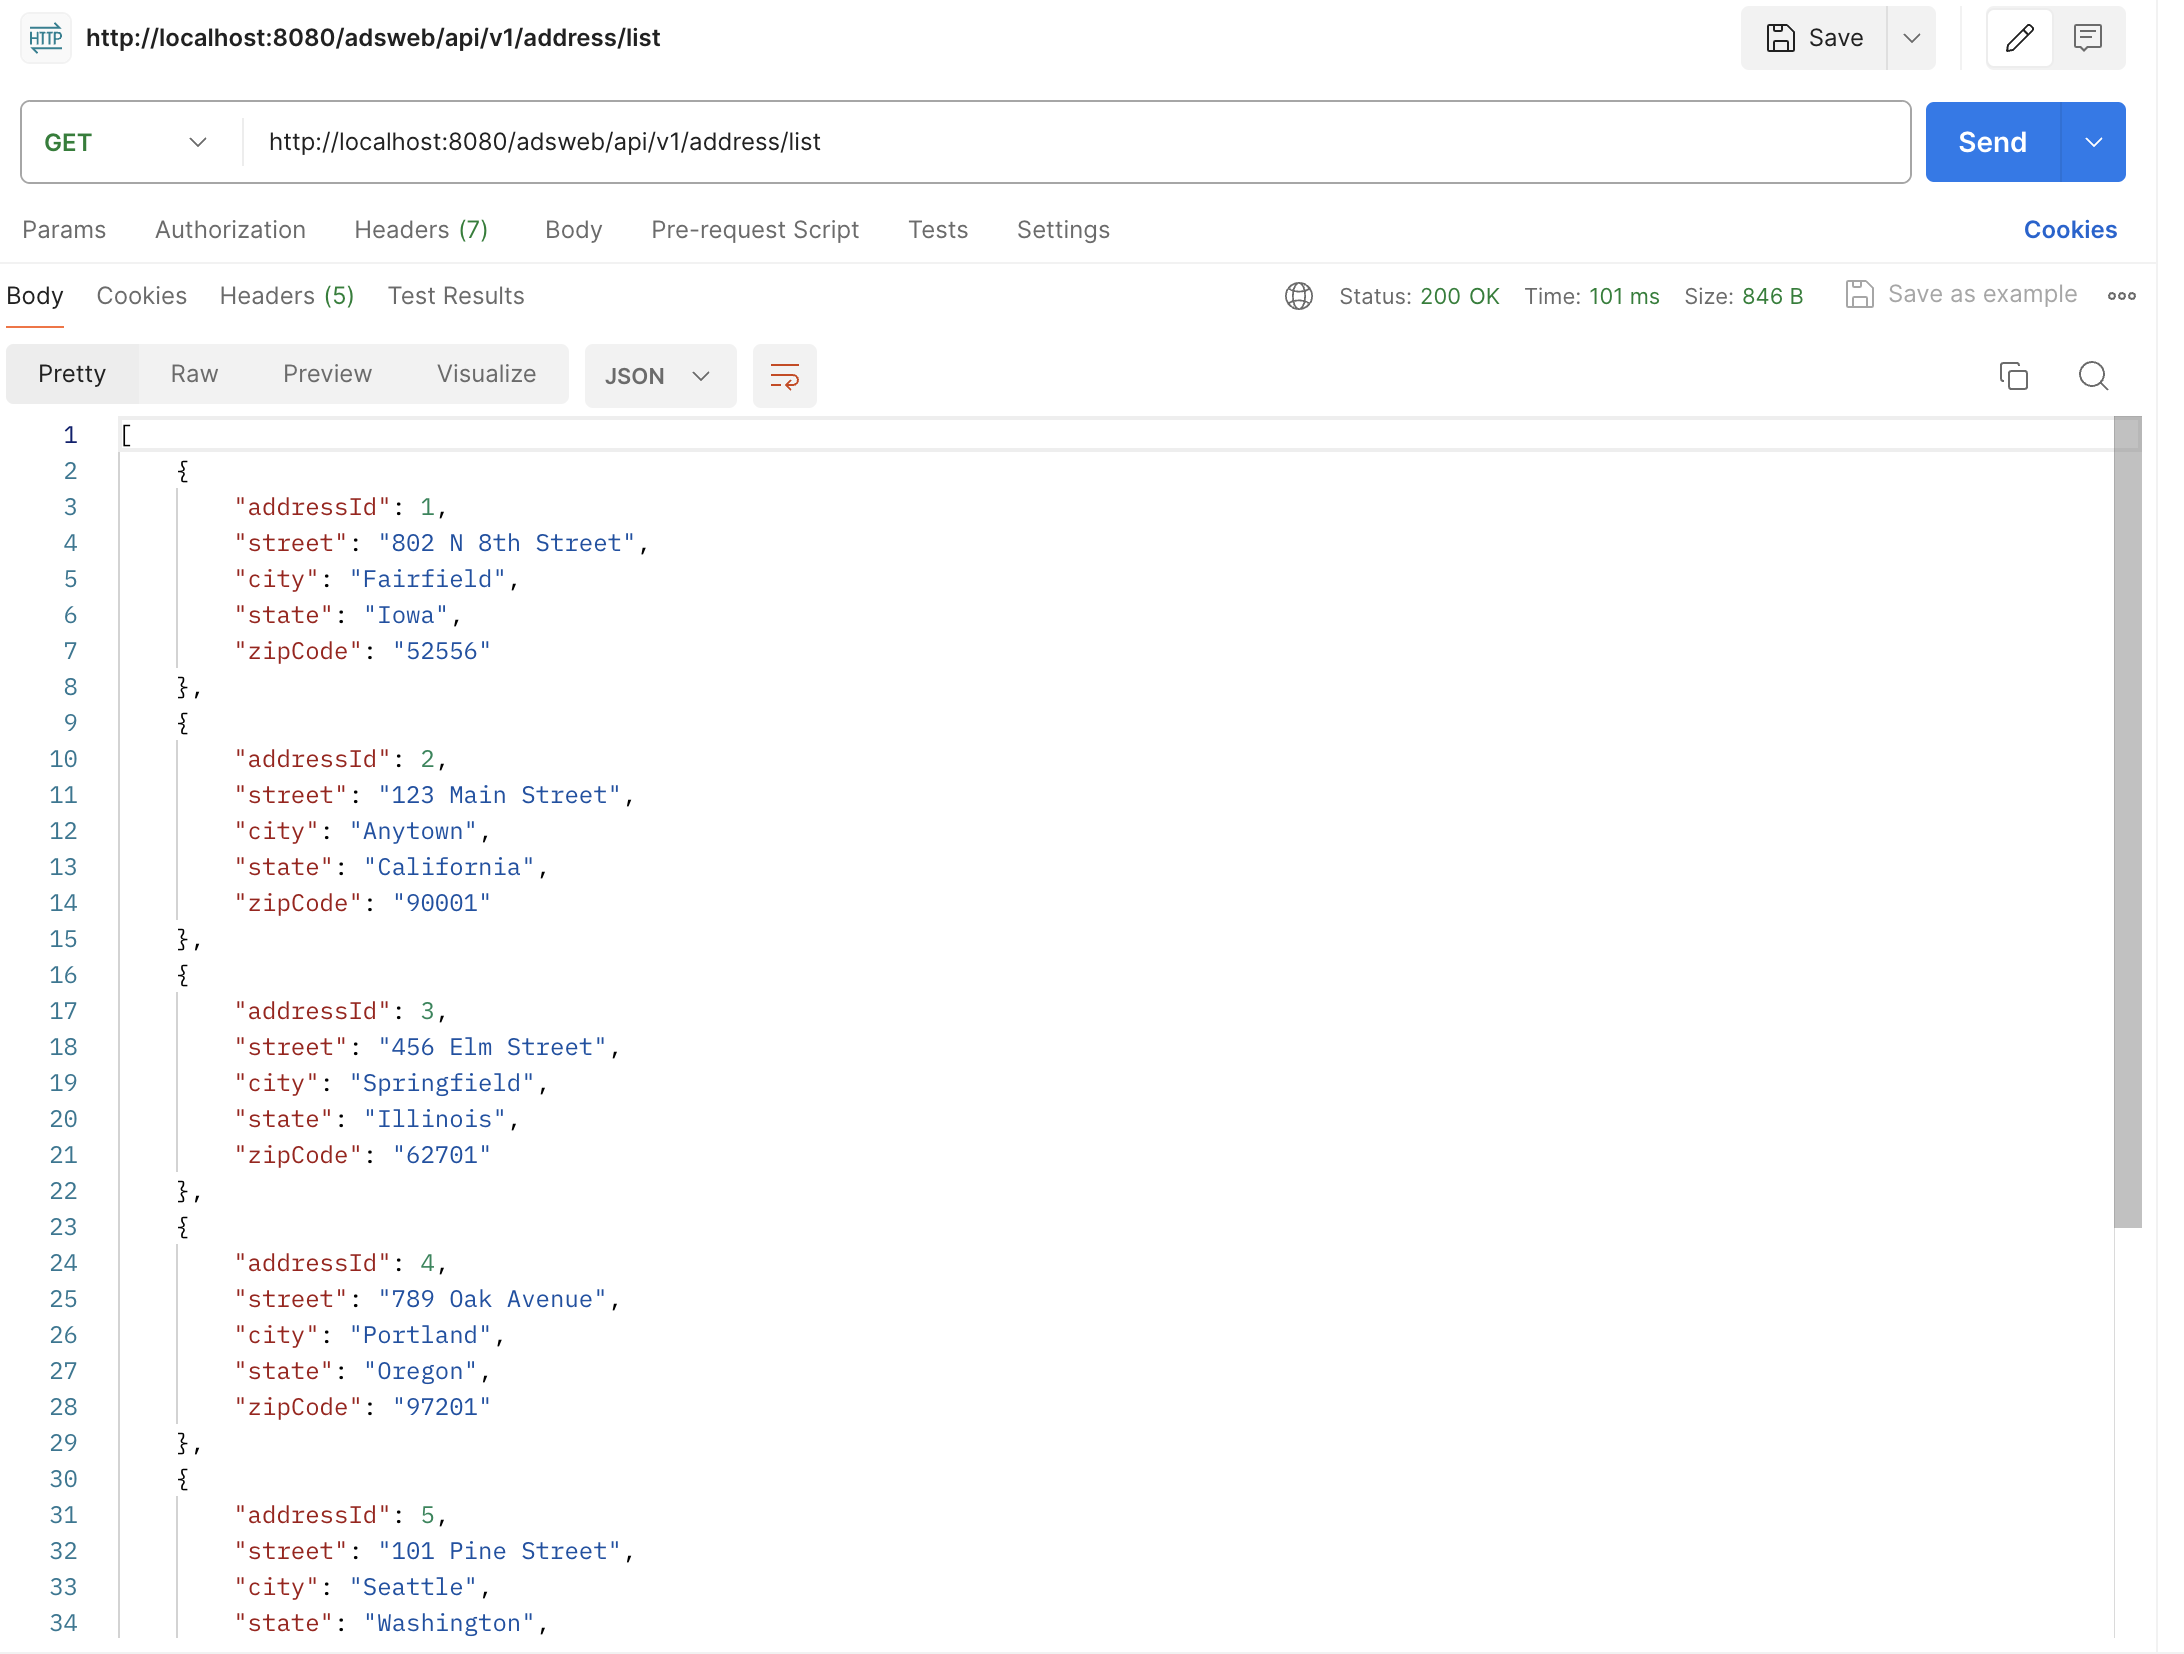 HTTP http://localhost:8080/adsweb/api/v1/address/list Save
GET http://localhost:8080/adsweb/api/v1/address/list Send
Params Authorization Headers (7) Body Pre-request Script Tests Settings Cookies
Body Cookies Headers (5) Test Results Status: 200 OK Time: 101 ms Size: 846 B Save as example
Pretty Raw Preview Visualize JSON
1 [
2 {
3 "addressId": 1,
4 "street": "802 N 8th Street",
5 "city": "Fairfield",
6 "state": "Iowa",
7 "zipCode": "52556"
8 },
9 {
10 "addressId": 2,
11 "street": "123 Main Street",
12 "city": "Anytown",
13 "state": "California",
14 "zipCode": "90001"
15 },
16 {
17 "addressId": 3,
18 "street": "456 Elm Street",
19 "city": "Springfield",
20 "state": "Illinois",
21 "zipCode": "62701"
22 },
23 {
24 "addressId": 4,
25 "street": "789 Oak Avenue",
26 "city": "Portland",
27 "state": "Oregon",
28 "zipCode": "97201"
29 },
30 {
31 "addressId": 5,
32 "street": "101 Pine Street",
33 "city": "Seattle",
34 "state": "Washington",